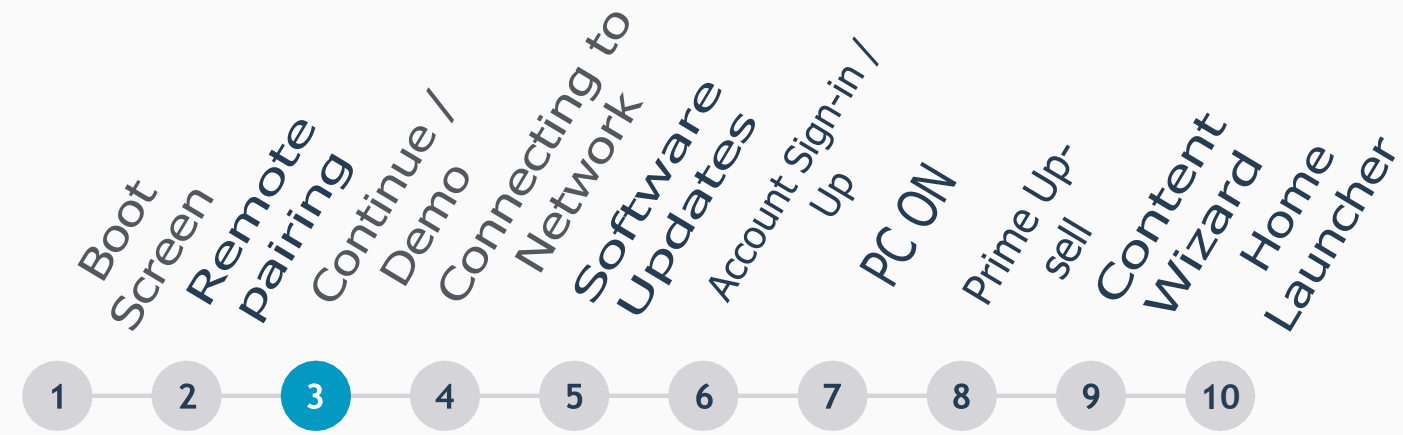 Boot
Screen
Remote
pairing
Continue /
Demo
Connecting to
Network
Software
Updates
Account Sign-in /
Up
PC ON
Prime Up-
sell
Content
Wizard
Home
Launcher
1
2
3
4
5
6
7
8
9
10